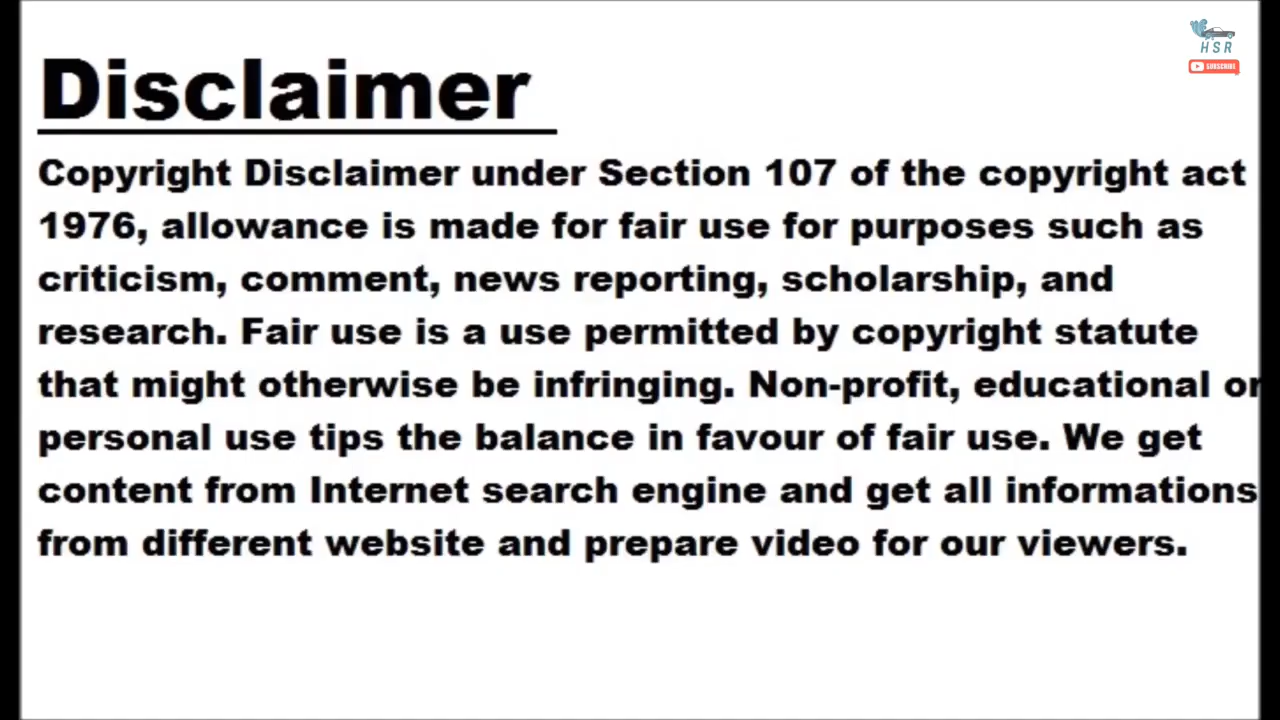 HSR
SUBSCRIBE
Disclaimer
Copyright Disclaimer under Section 107 of the copyright act
1976, allowance is made for fair use for purposes such as
criticism, comment, news reporting, scholarship, and
research. Fair use is a use permitted by copyright statute
that might otherwise be infringing. Non-profit, educational or
personal use tips the balance in favour of fair use. We get
content from Internet search engine and get all informations
from different website and prepare video for our viewers.